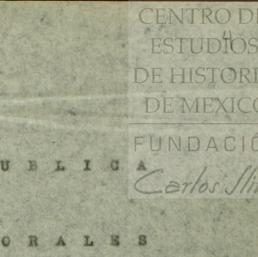 CENTRO DE
ESTUDIOS
DE HISTORI
DE MEXICO
FUNDACIÓ
Carlos Slim
U B L I C A
O R A L E S